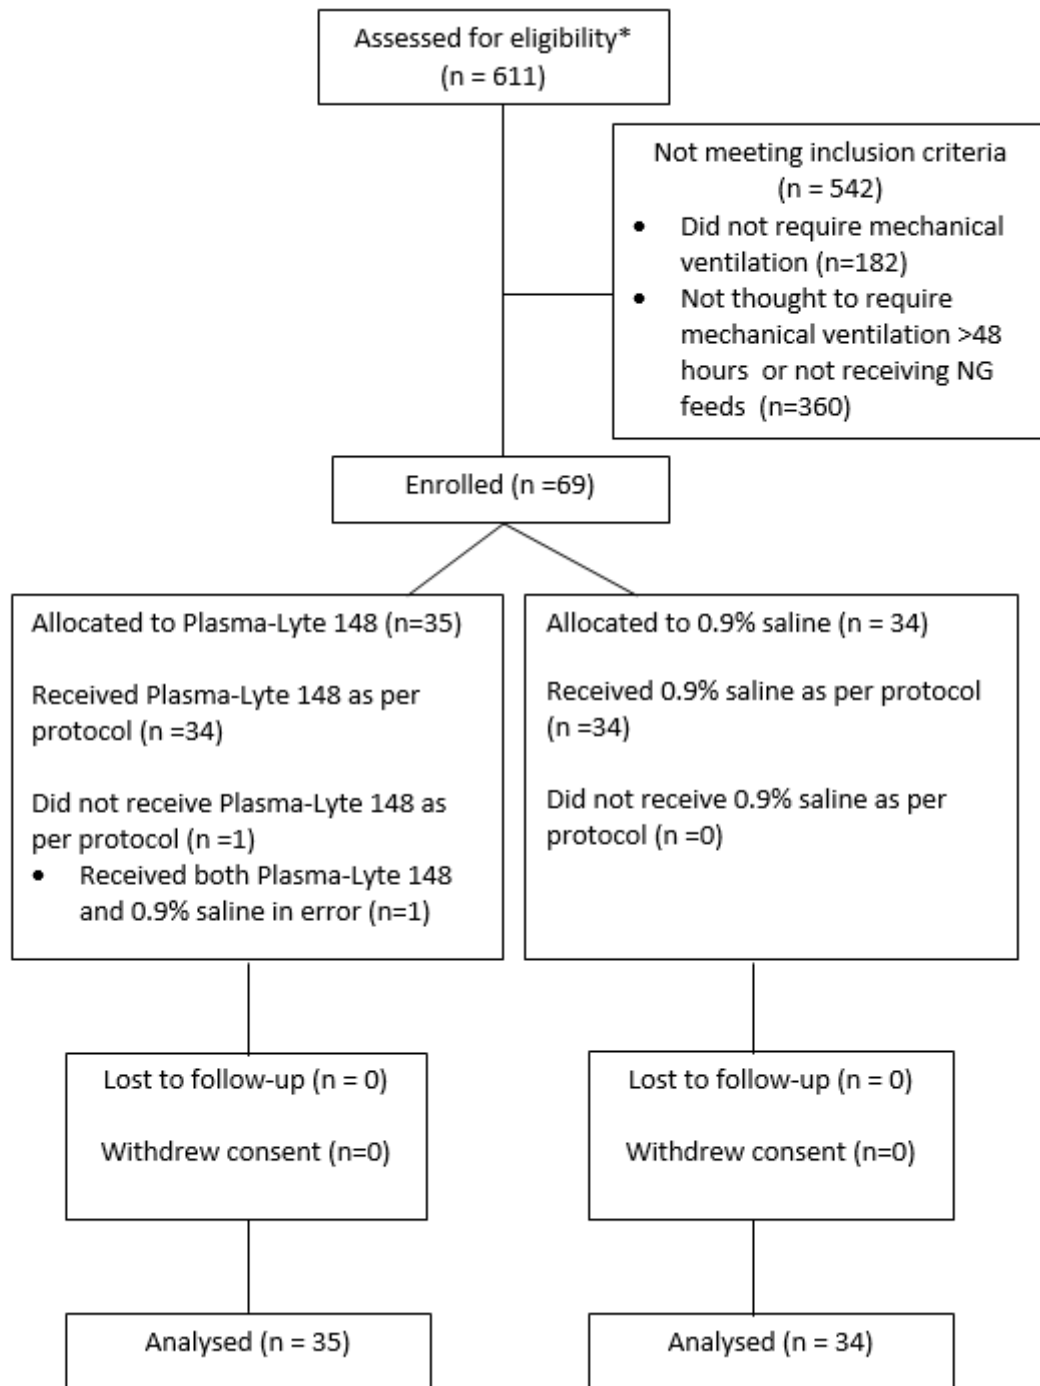 Assessed for eligibility*
(n = 611)
Not meeting inclusion criteria
(n = 542)
• Did not require mechanical
ventilation (n=182)
• Not thought to require
mechanical ventilation >48
hours or not receiving NG
feeds (n=360)
Enrolled (n =69)
Allocated to Plasma-Lyte 148 (n=35)
Received Plasma-Lyte 148 as per
protocol (n =34)
Did not receive Plasma-Lyte 148 as
per protocol (n =1)
• Received both Plasma-Lyte 148
and 0.9% saline in error (n=1)
Allocated to 0.9% saline (n = 34)
Received 0.9% saline as per protocol
(n =34)
Did not receive 0.9% saline as per
protocol (n =0)
Lost to follow-up (n = 0)
Withdrew consent (n=0)
Lost to follow-up (n = 0)
Withdrew consent (n=0)
Analysed (n = 35)
Analysed (n = 34)